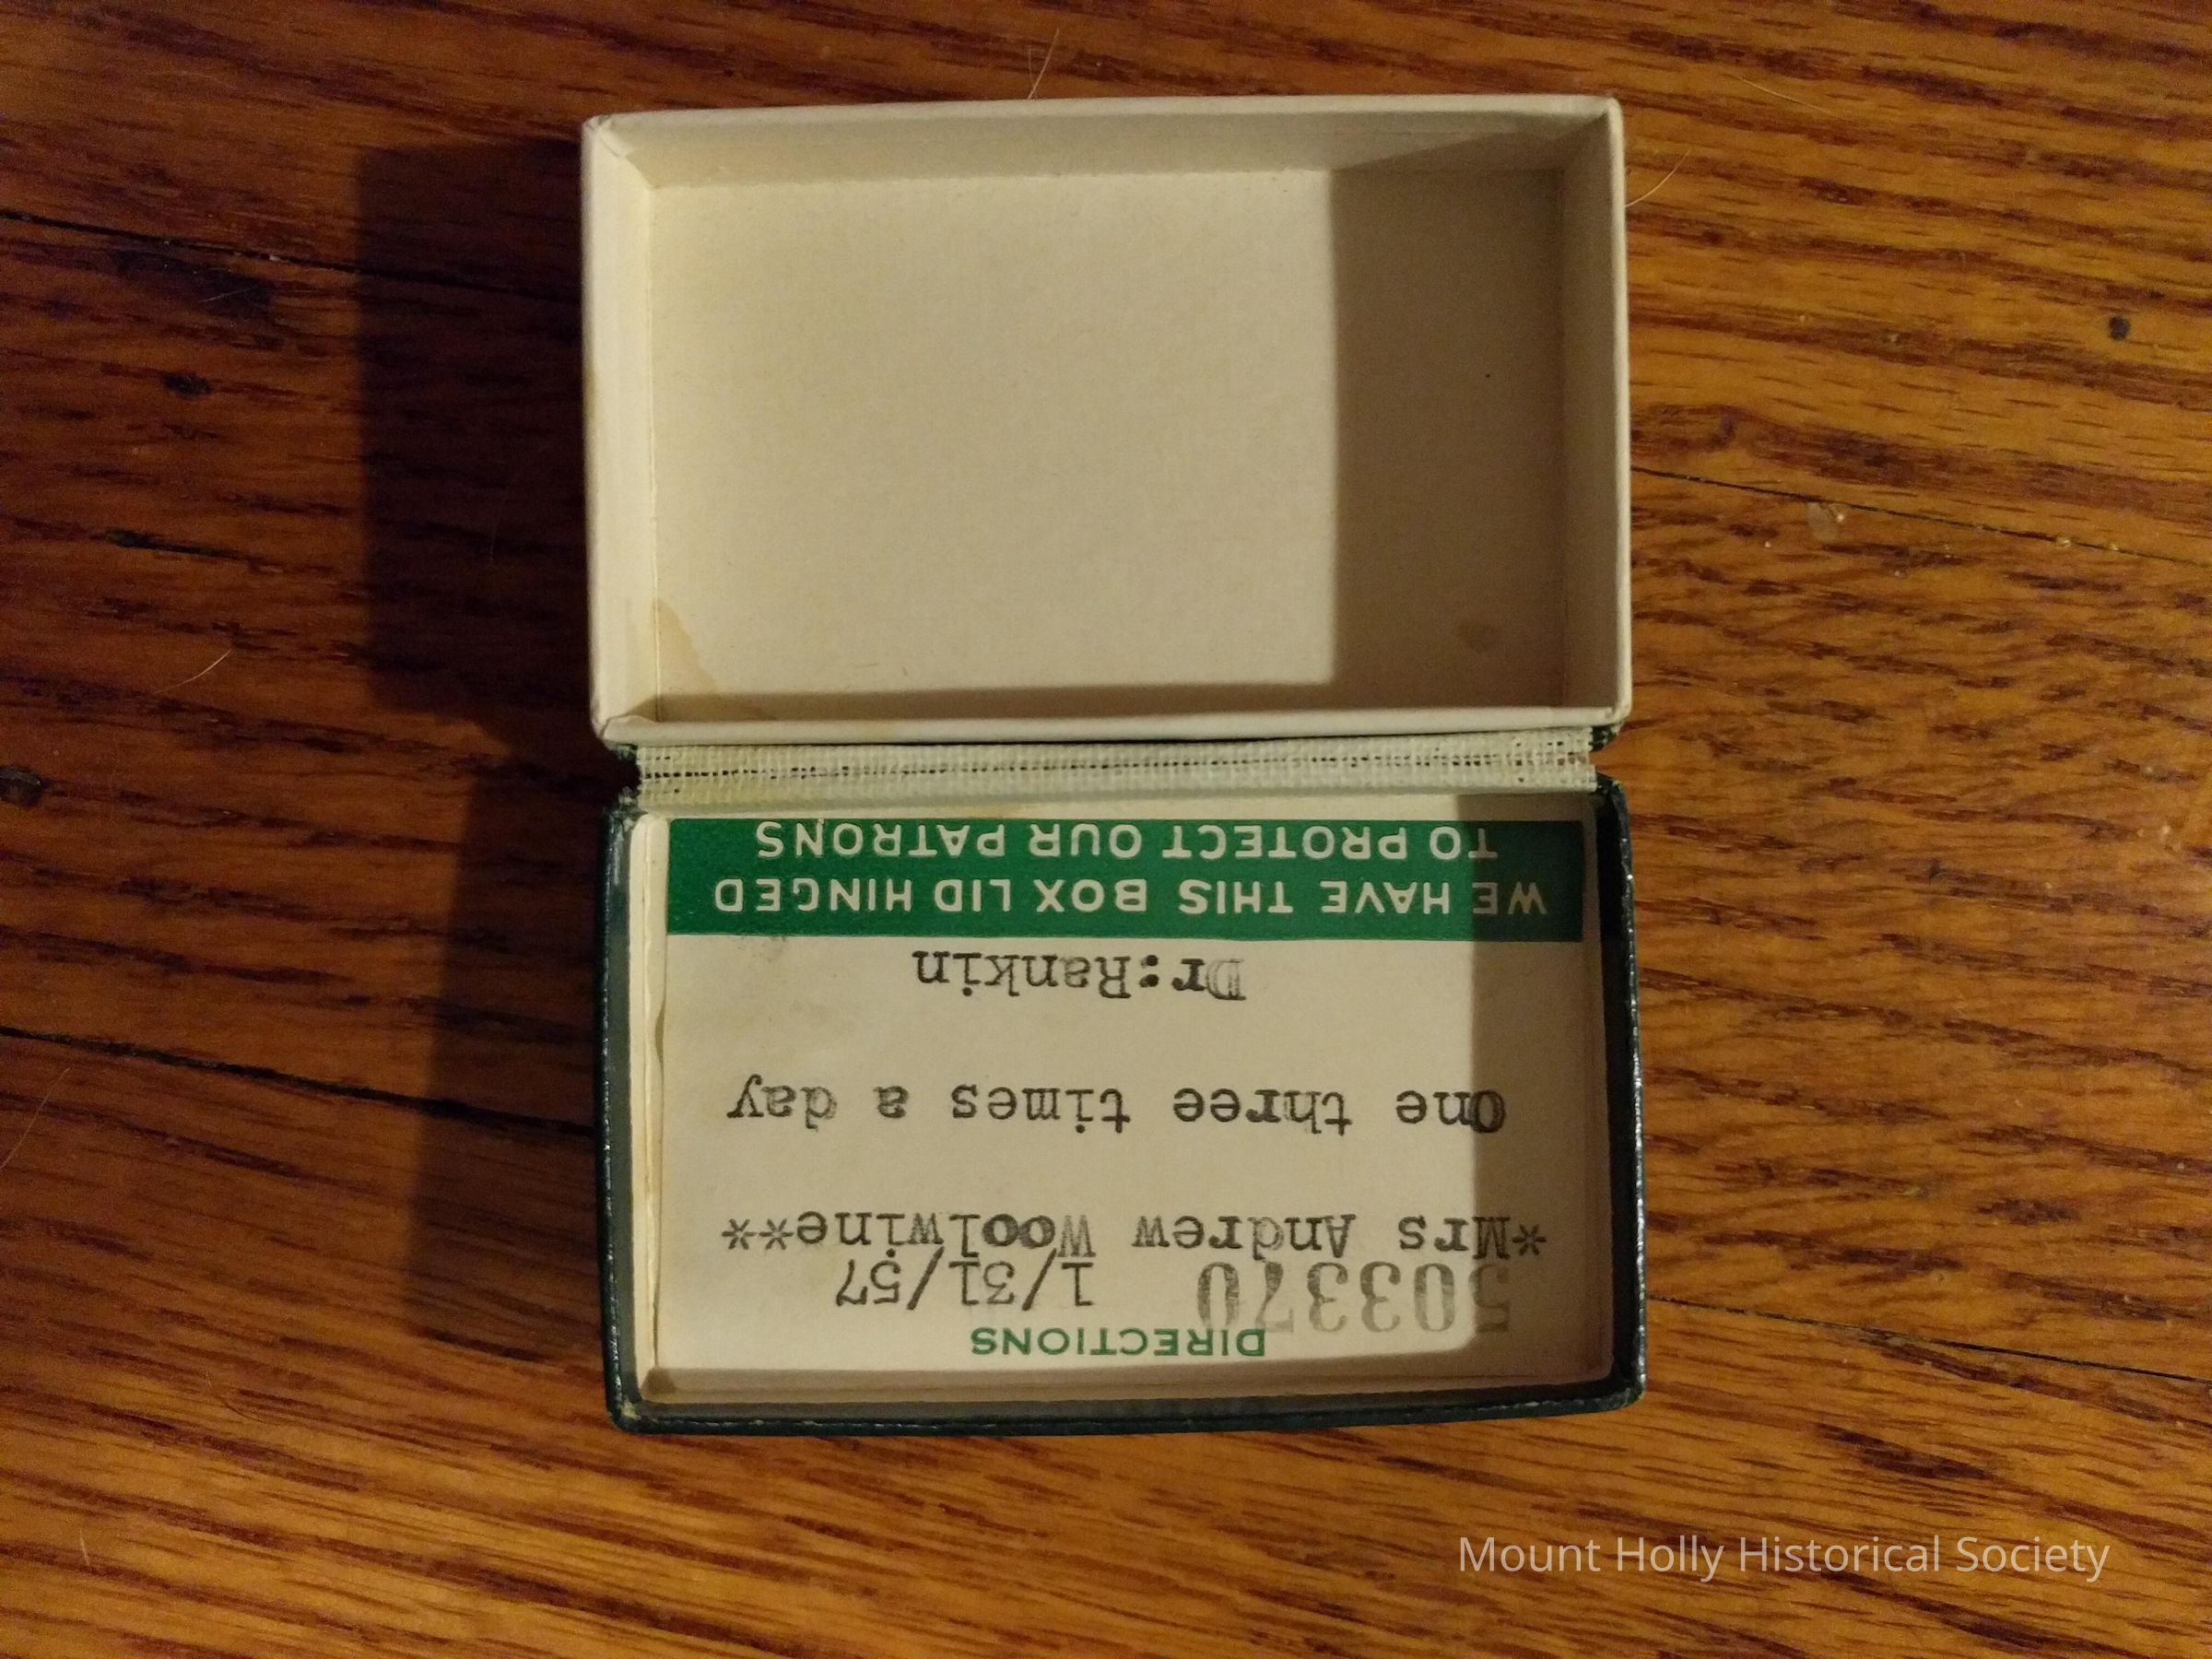 DIRECTIONS
503370 1/31/57
*Mrs Andrew Woolwine**
One three times a day
Dr:Rankin
WE HAVE THIS BOX LID HINGED
TO PROTECT OUR PATRONS
Mount Holly Historical Society